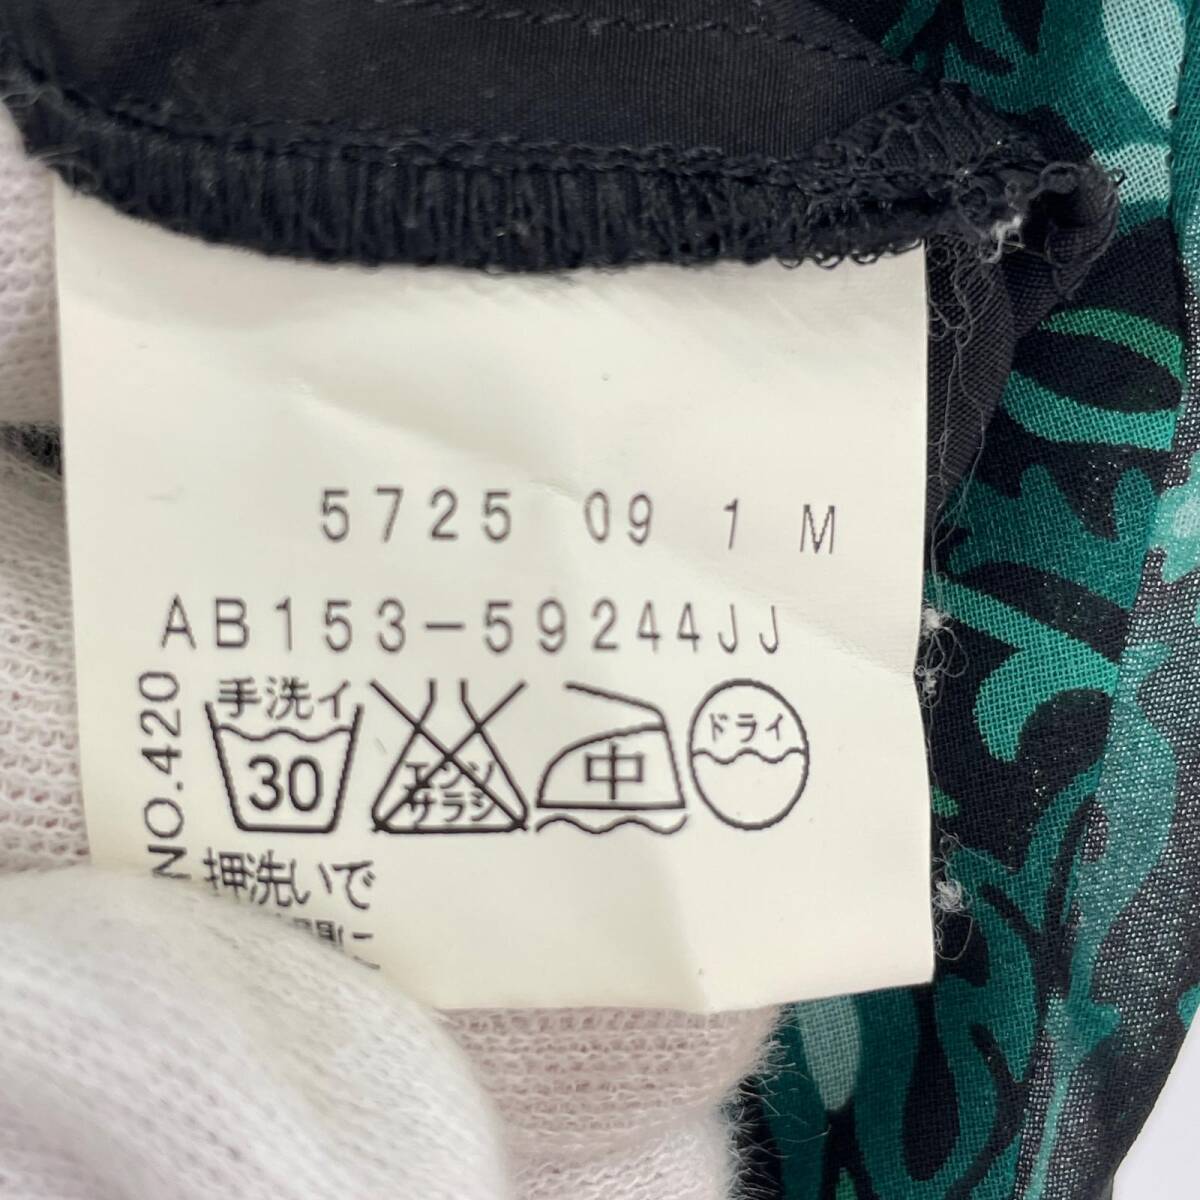 5725 09 1 M
AB153-59244JJ
NO.420
手洗イ
30
エンソ
サラシ
中
ドライ
押洗いで